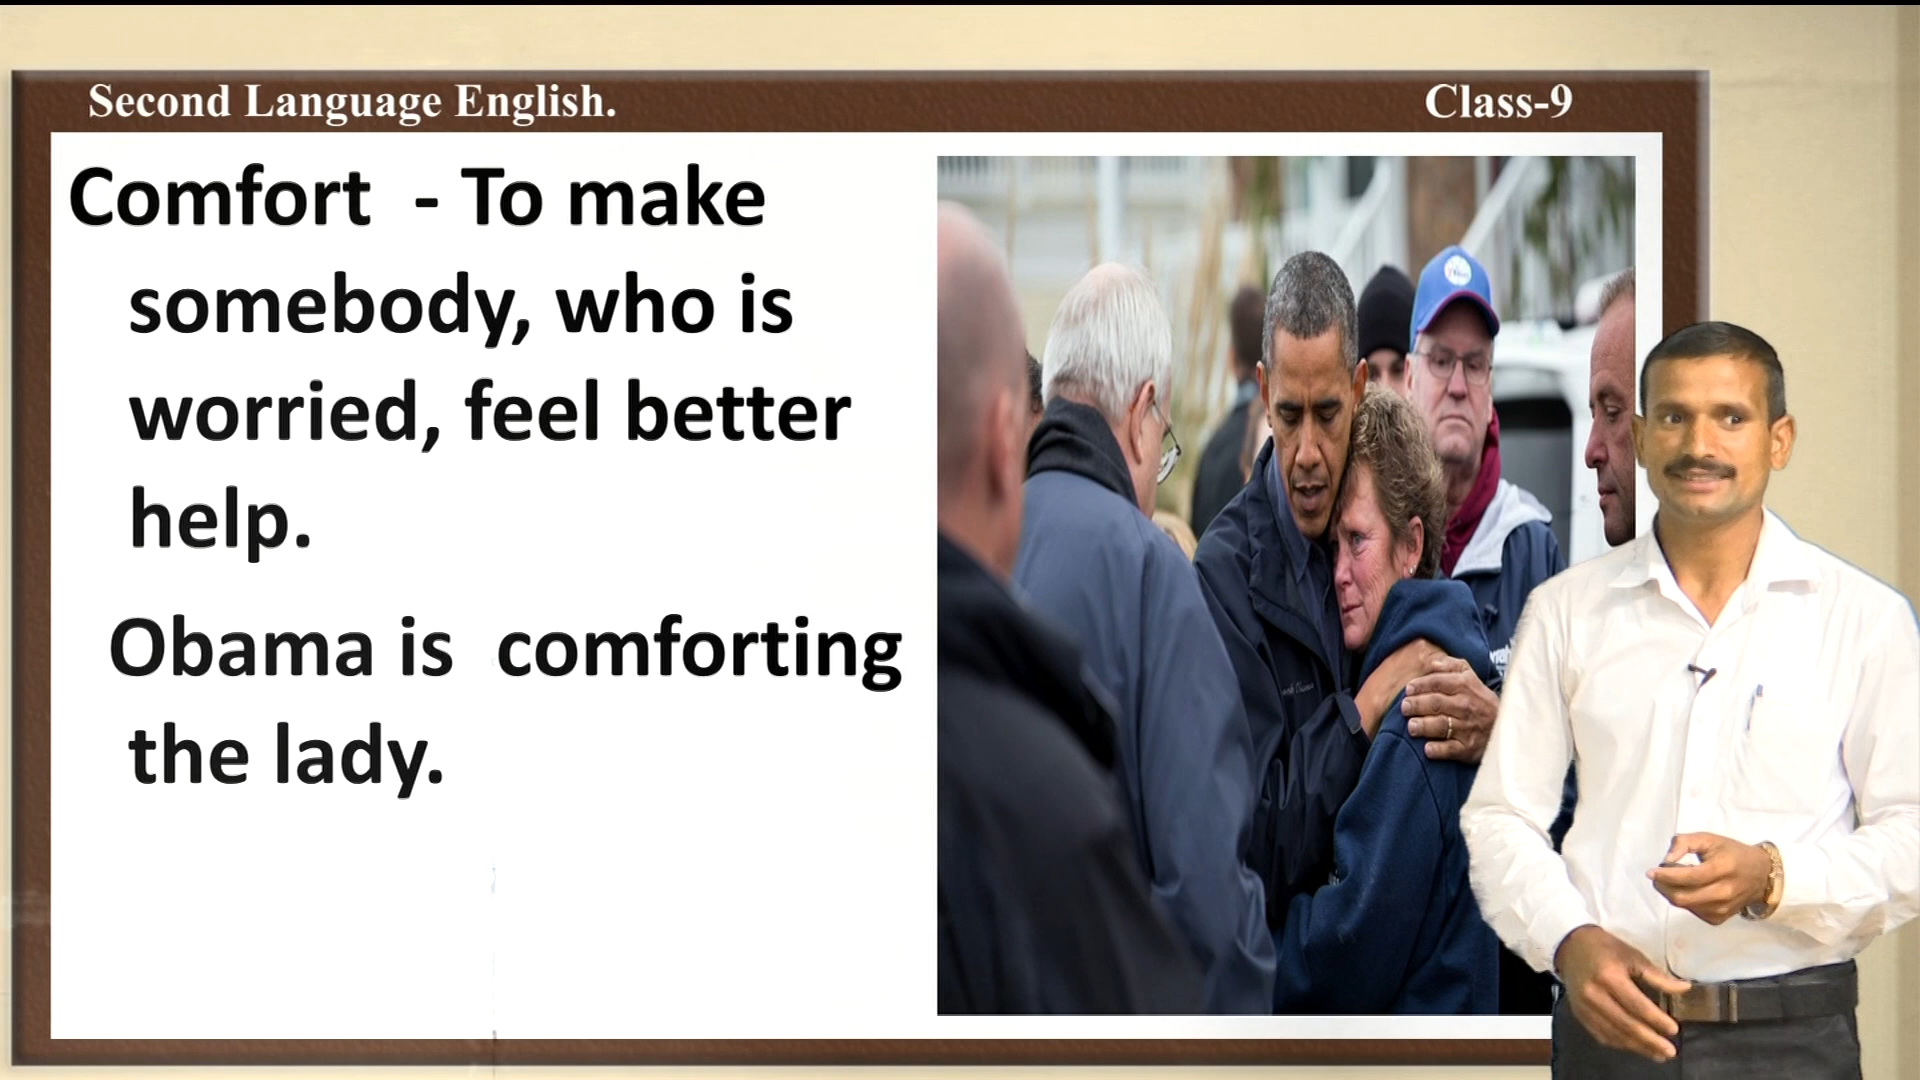 Second Language English.
Class-9
Comfort - To make
somebody, who is
worried, feel better
help.
Obama is comforting
the lady.